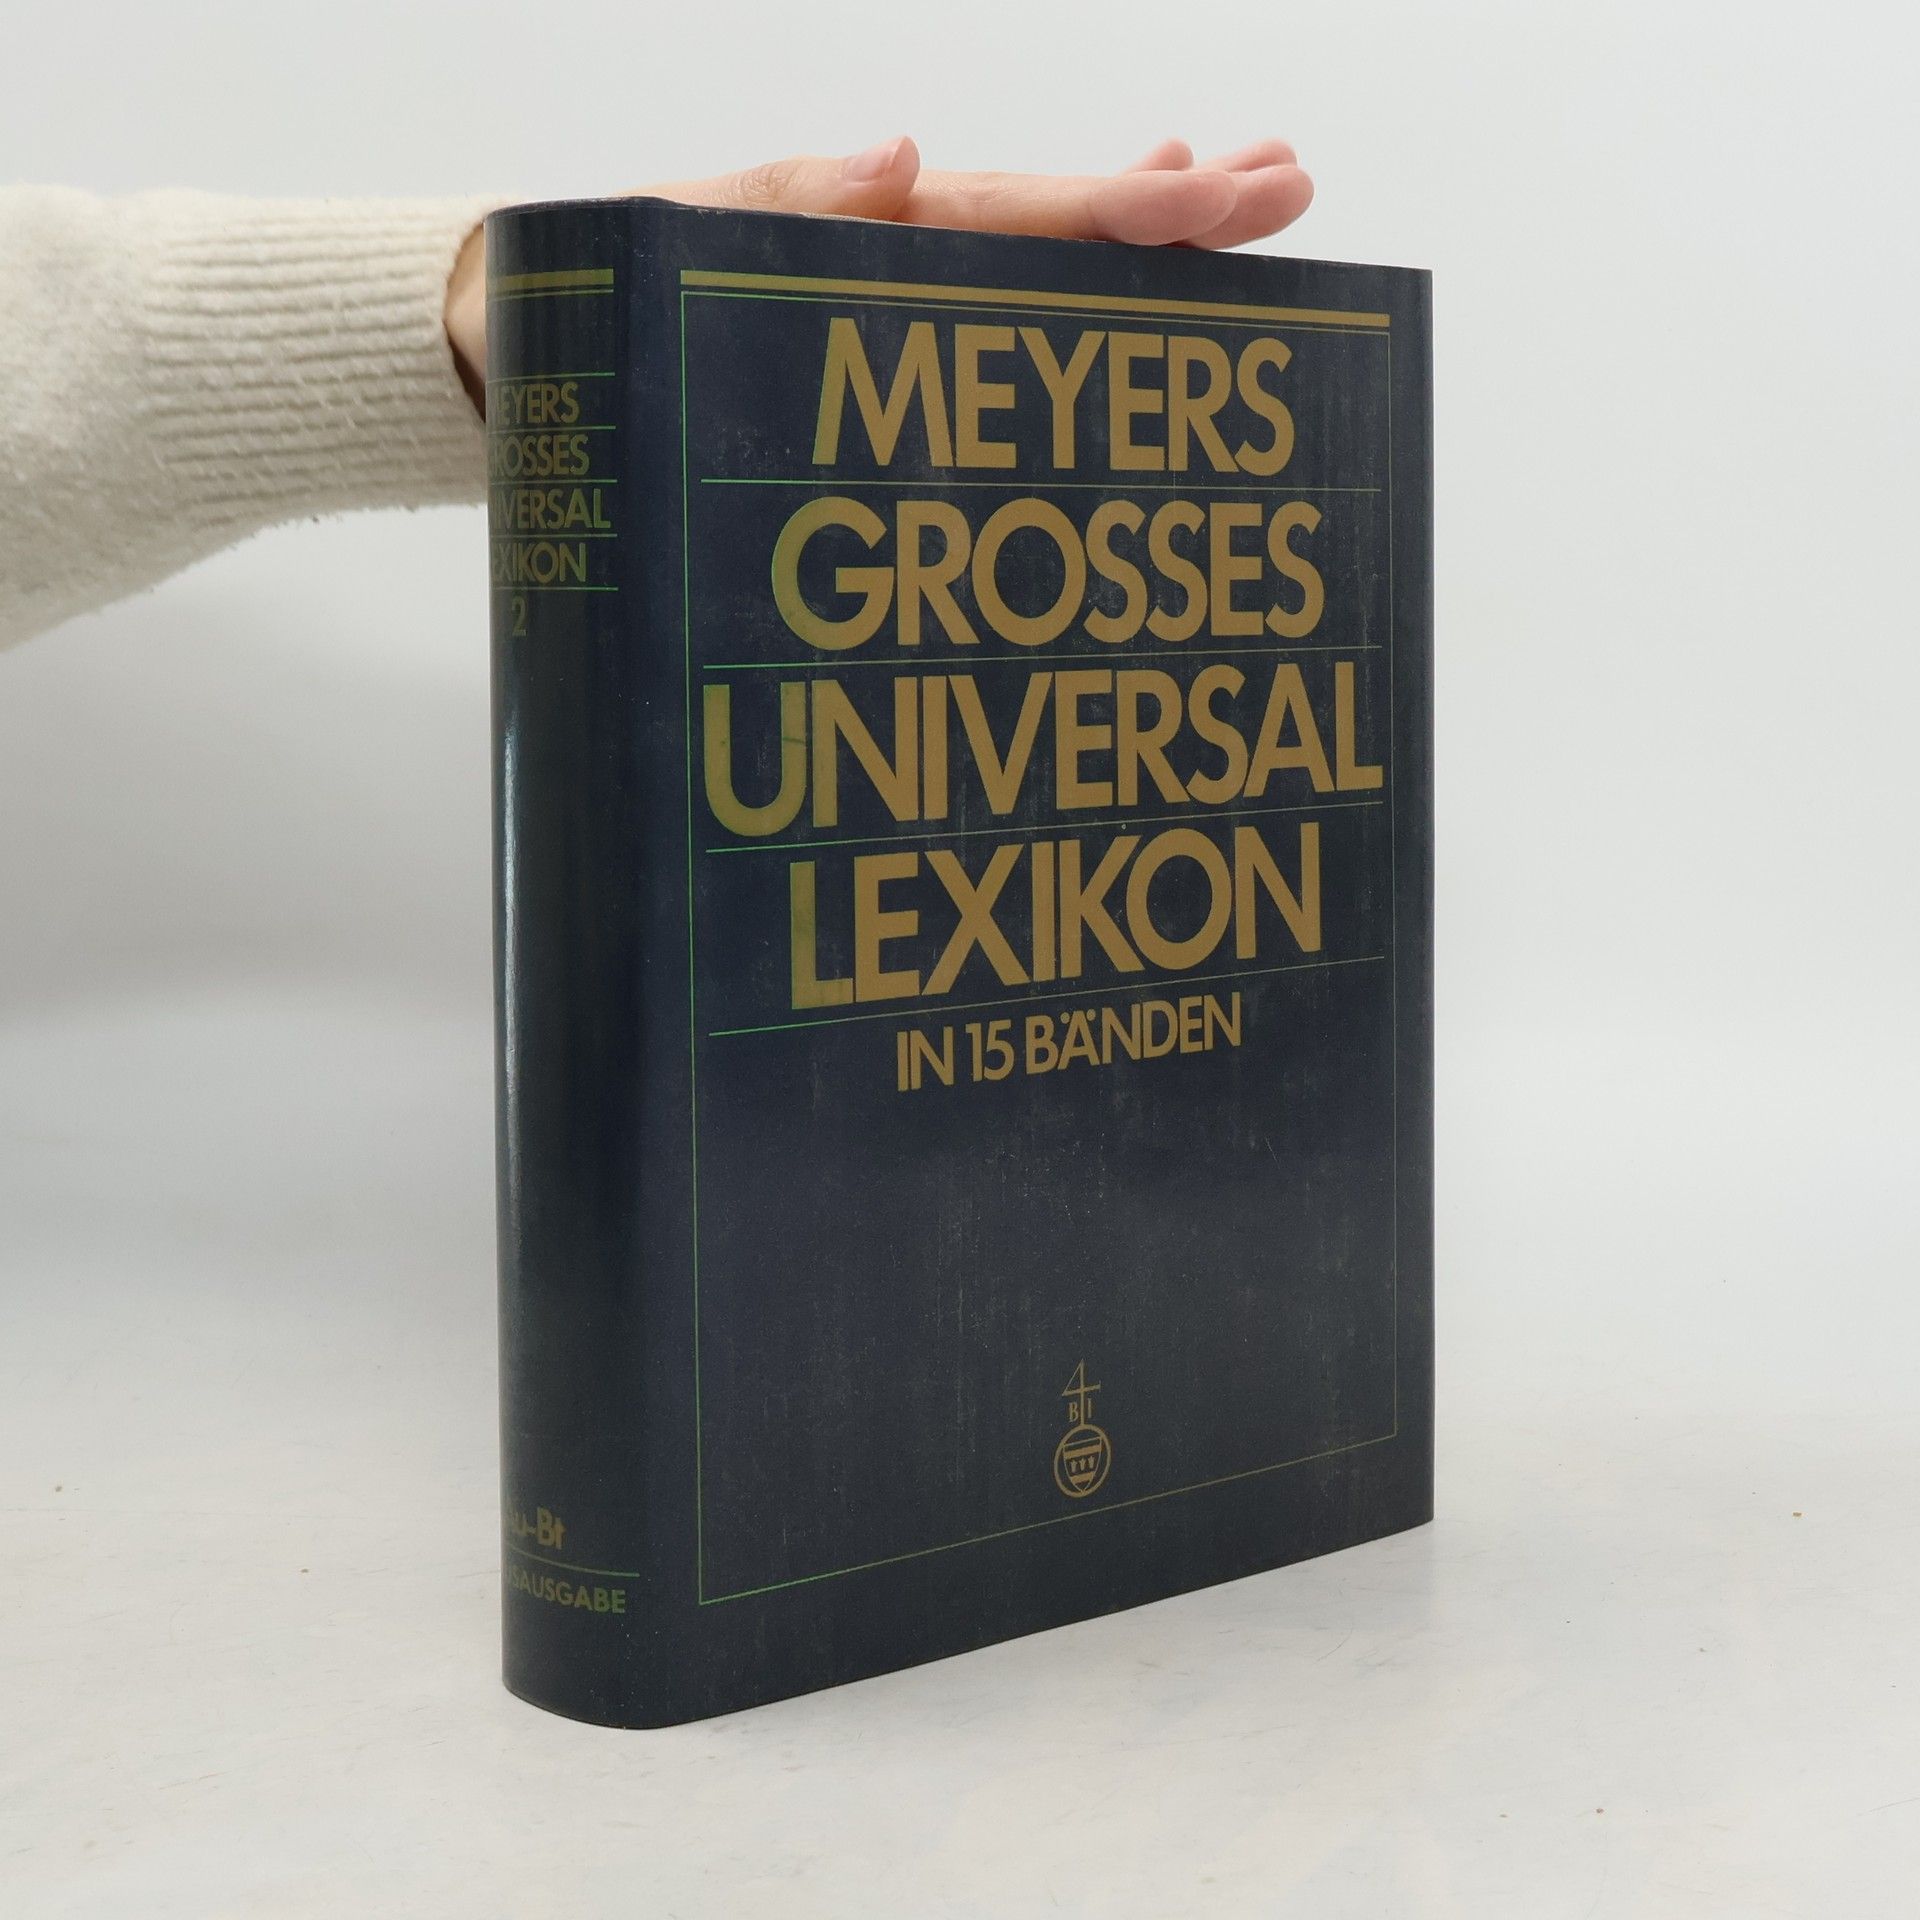 MEYERS
GROSSES
UNIVERSAL
LEXIKON
IN 15 BÄNDEN
BI
MEYERS
GROSSES
UNIVERSAL
LEXIKON
2